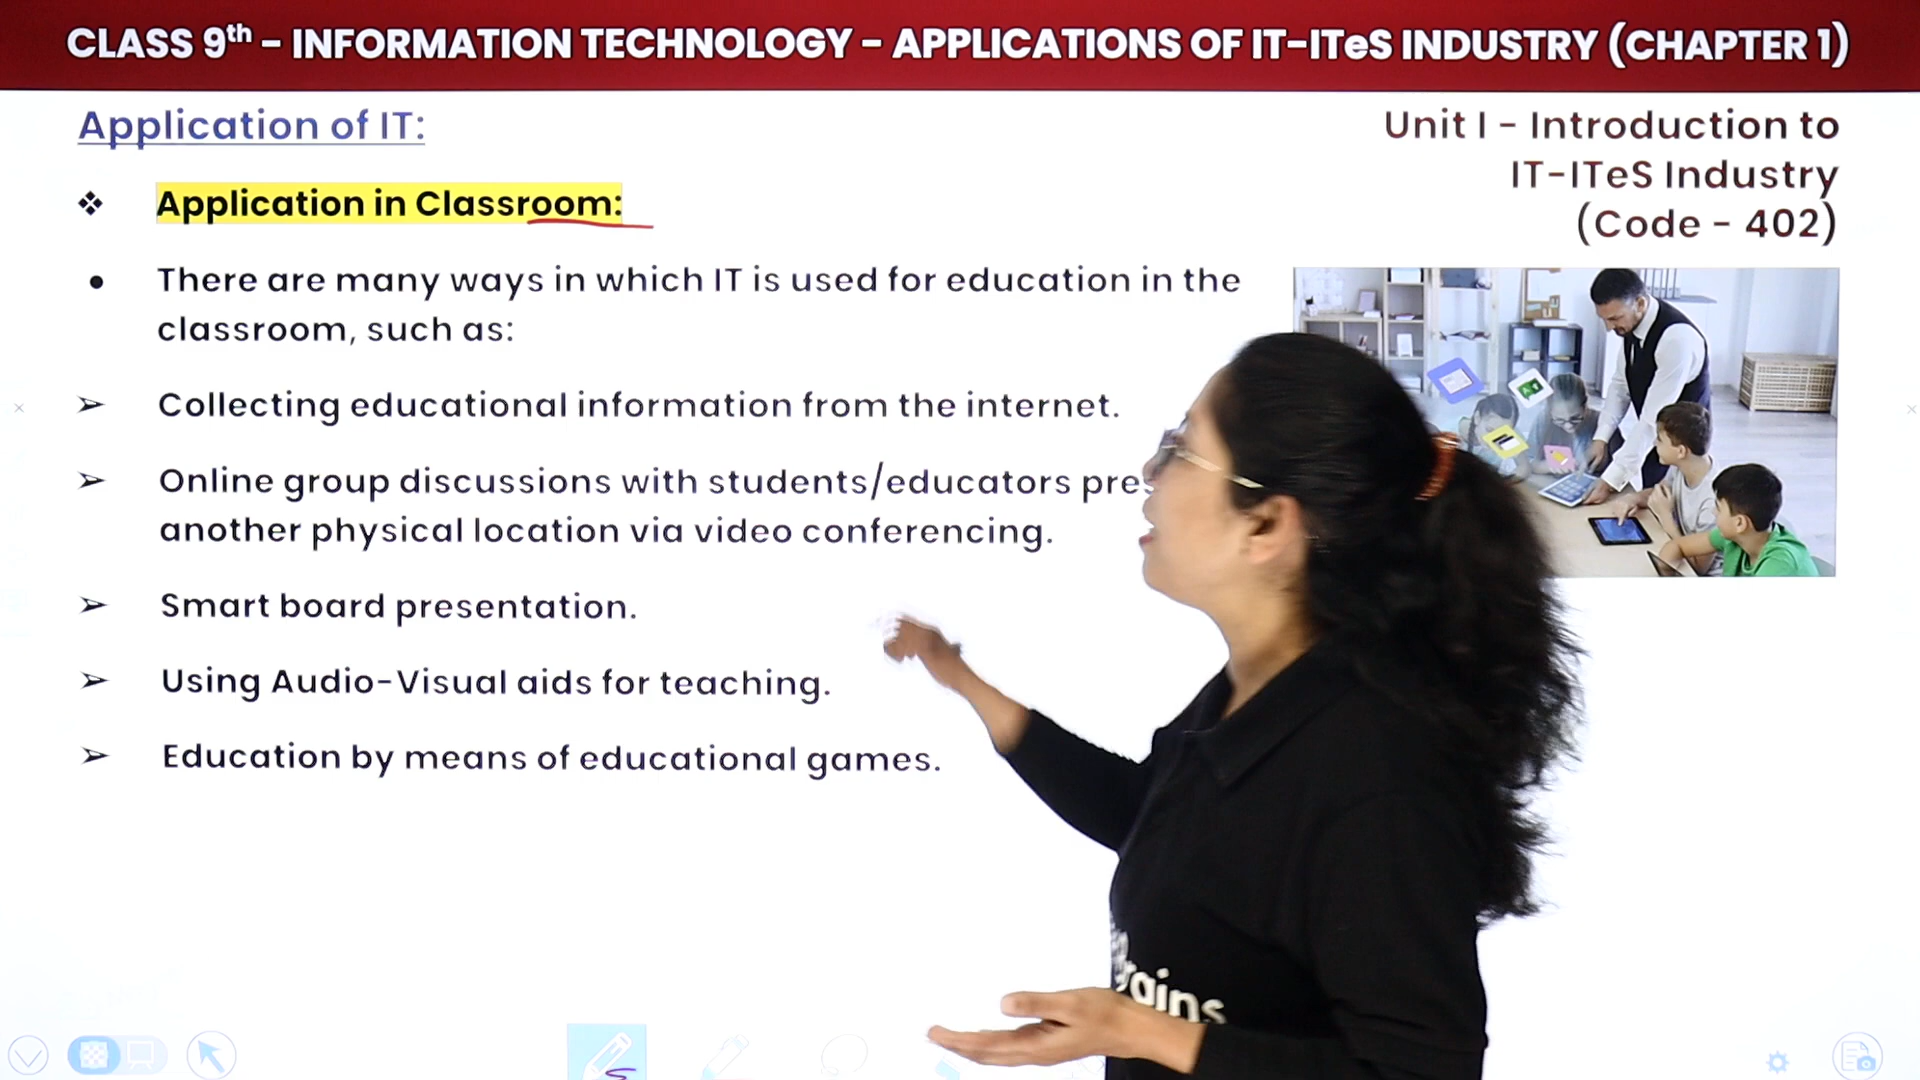 CLASS 9th – INFORMATION TECHNOLOGY – APPLICATIONS OF IT-ITeS INDUSTRY (CHAPTER 1)
Application of IT:
Unit I - Introduction to
IT-ITeS Industry
(Code - 402)
❖ Application in Classroom:
• There are many ways in which IT is used for education in the
classroom, such as:
➢ Collecting educational information from the internet.
➢ Online group discussions with students/educators
another physical location via video conferencing.
➢ Smart board presentation.
➢ Using Audio-Visual aids for teaching.
➢ Education by means of educational games.